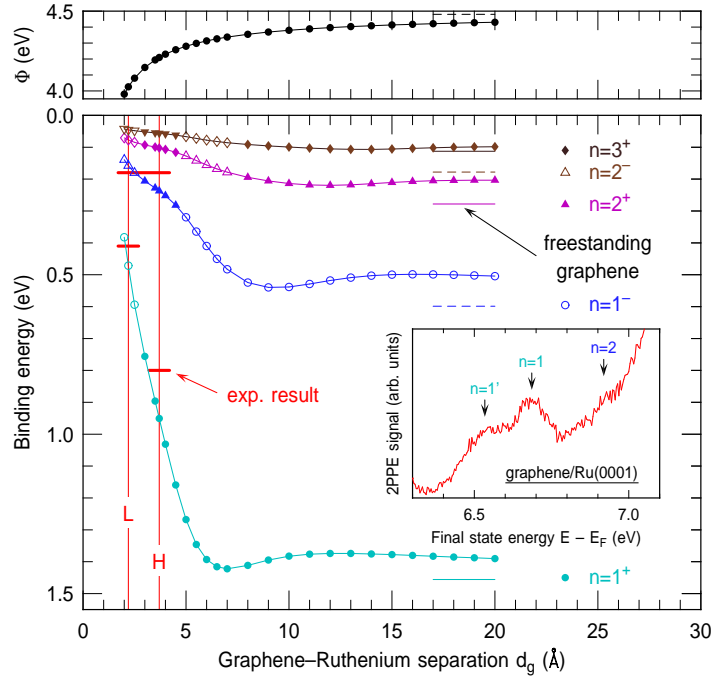 4.5
4.0
Φ (eV)
0.0
0.5
1.0
1.5
Binding energy (eV)
n=3⁺
n=2⁻
n=2⁺
freestanding
graphene
n=1⁻
exp. result
L
H
n=1'
n=1
n=2
2PPE signal (arb. units)
graphene/Ru(0001)
6.5 7.0
Final state energy E – E_F (eV)
n=1⁺
0 5 10 15 20 25 30
Graphene–Ruthenium separation d_g (Å)